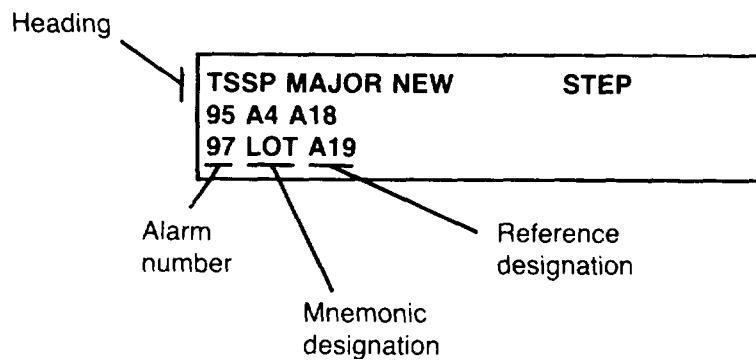 Heading
TSSP MAJOR NEW STEP
95 A4 A18
97 LOT A19
Alarm
number
Mnemonic
designation
Reference
designation